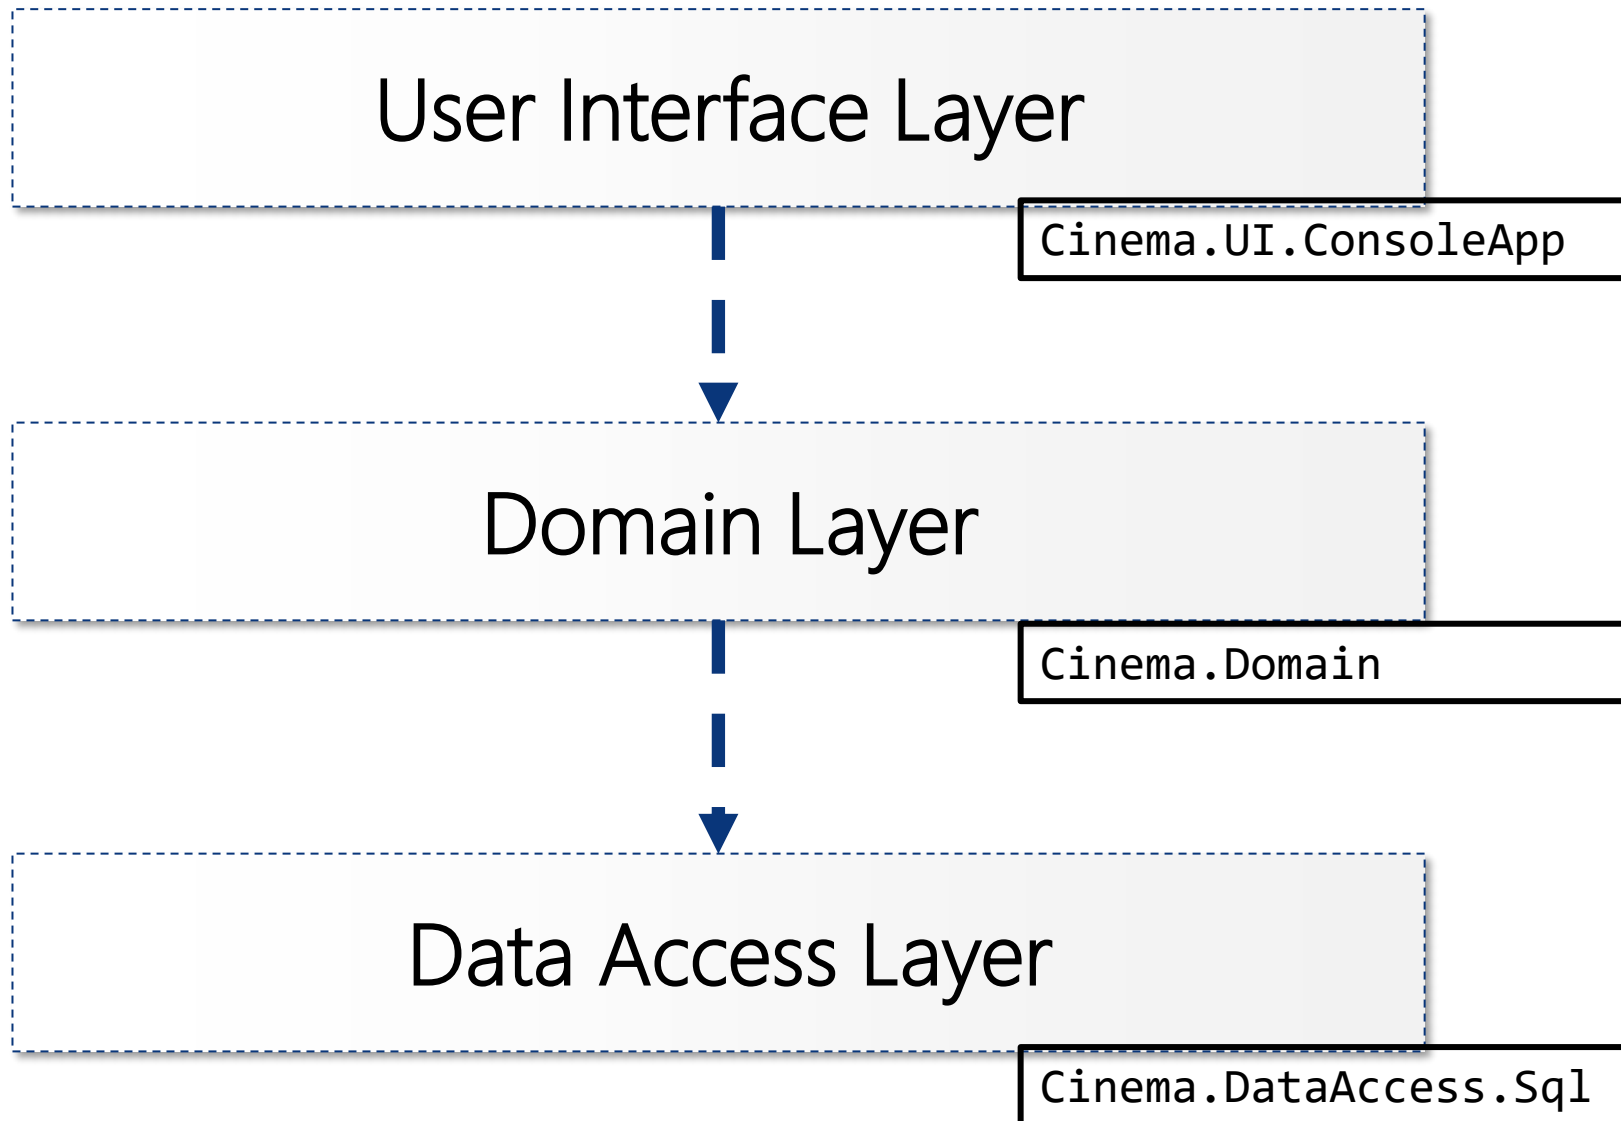 User Interface Layer
Cinema.UI.ConsoleApp
Domain Layer
Cinema.Domain
Data Access Layer
Cinema.DataAccess.Sql